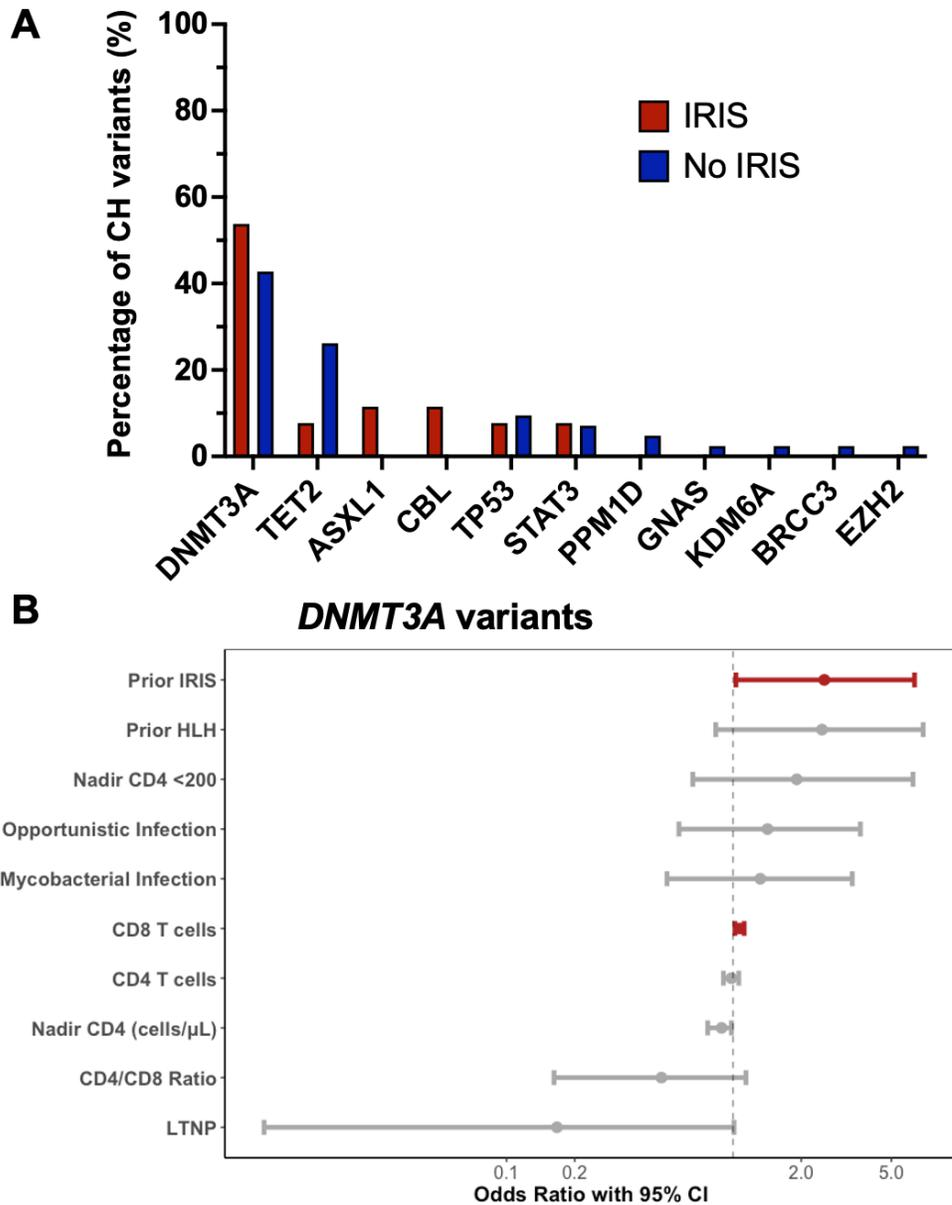 A
Percentage of CH variants (%)
100
80
60
40
20
0
IRIS
No IRIS
DNMT3A
TET2
ASXL1
CBL
TP53
STAT3
PPM1D
GNAS
KDM6A
BRCC3
EZH2
B
DNMT3A variants
Prior IRIS
Prior HLH
Nadir CD4 <200
Opportunistic Infection
Mycobacterial Infection
CD8 T cells
CD4 T cells
Nadir CD4 (cells/µL)
CD4/CD8 Ratio
LTNP
0.1 0.2 2.0 5.0
Odds Ratio with 95% CI